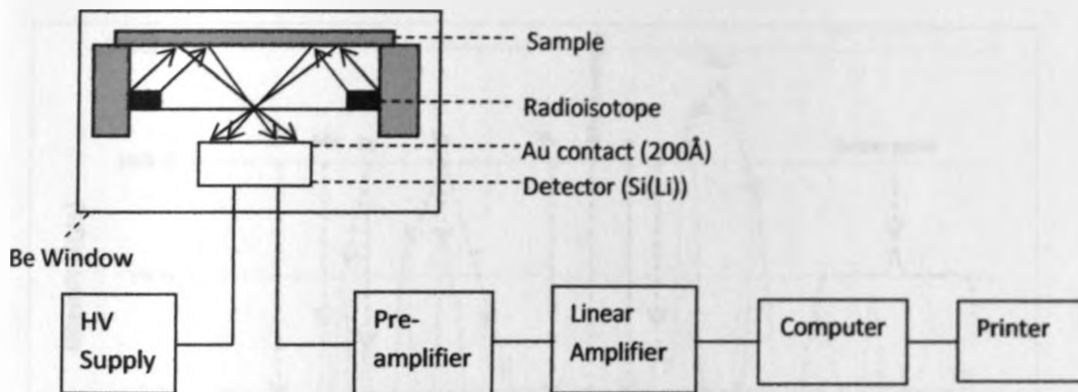 Sample
Radioisotope
Au contact (200Å)
Detector (Si(Li))
Be Window
HV
Supply
Pre-
amplifier
Linear
Amplifier
Computer
Printer